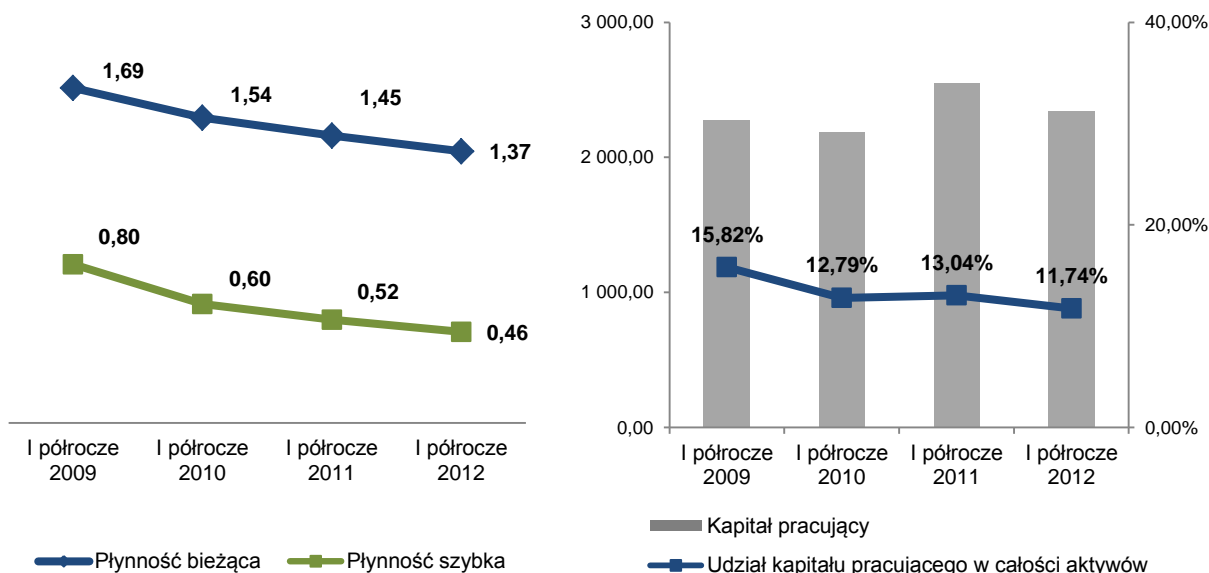 1,69
1,54
1,45
1,37
0,80
0,60
0,52
0,46
I półrocze
2009
I półrocze
2010
I półrocze
2011
I półrocze
2012
Płynność bieżąca
Płynność szybka
3 000,00
2 000,00
1 000,00
0,00
40,00%
20,00%
0,00%
15,82%
12,79%
13,04%
11,74%
I półrocze
2009
I półrocze
2010
I półrocze
2011
I półrocze
2012
Kapitał pracujący
Udział kapitału pracującego w całości aktywów